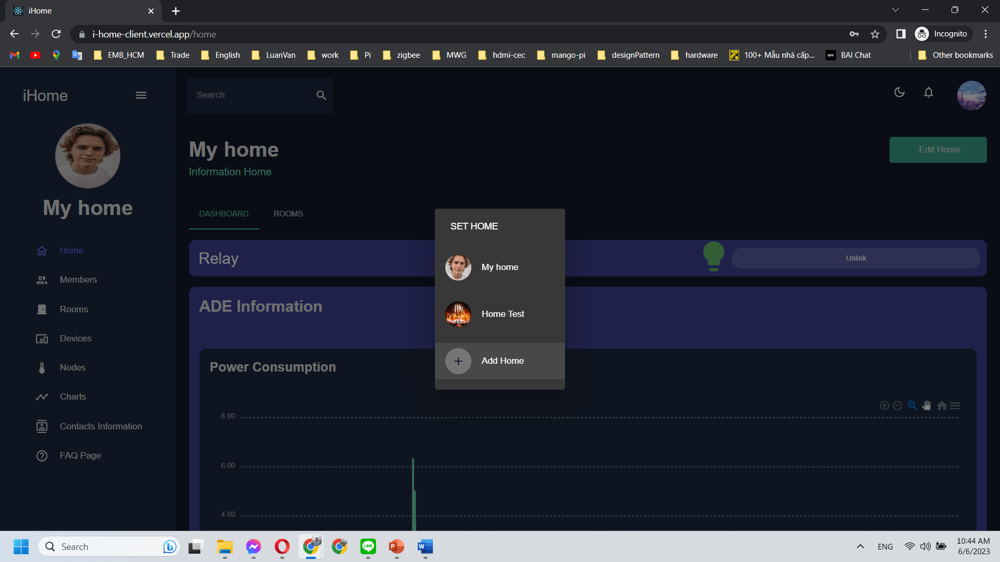 iHome
i-home-client.vercel.app/home
Incognito
EMB_HCM
Trade
English
LuanVan
work
Pi
zigbee
MWG
hdmi-cec
mango-pi
designPattern
hardware
100+ Mẫu nhà cấp...
BAI Chat
Other bookmarks
iHome
Search
My home
Information Home
Edit Home
My home
DASHBOARD
ROOMS
Home
Members
Rooms
Devices
Nodes
Charts
Contacts Information
FAQ Page
Relay
Unlink
ADE Information
Power Consumption
8.00
6.00
4.00
SET HOME
My home
Home Test
Add Home
Search
ENG
10:44 AM
6/6/2023